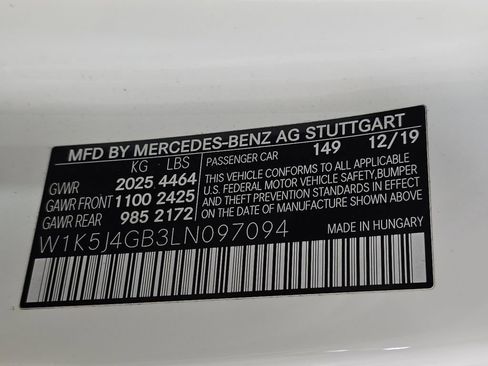 MFD BY MERCEDES-BENZ AG STUTTGART
KG LBS PASSENGER CAR 149 12/19
GVWR 2025 4464 THIS VEHICLE CONFORMS TO ALL APPLICABLE
GAWR FRONT 1100 2425 U.S. FEDERAL MOTOR VEHICLE SAFETY,BUMPER
GAWR REAR 985 2172 AND THEFT PREVENTION STANDARDS IN EFFECT
ON THE DATE OF MANUFACTURE SHOWN ABOVE.
W1K5J4GB3LN097094 MADE IN HUNGARY